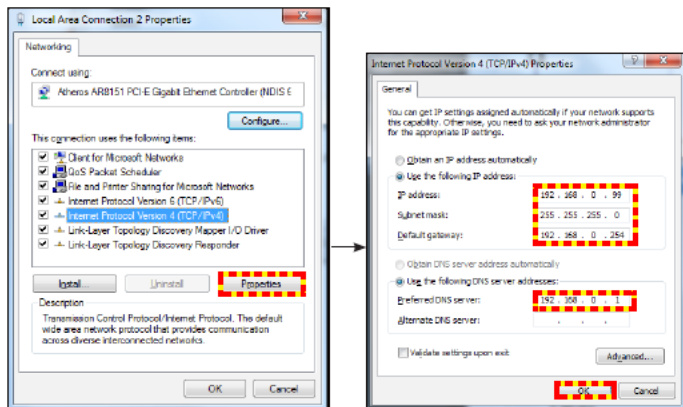 Local Area Connection 2 Properties
Networking
Connect using:
Atheros AR8151 PCI-E Gigabit Ethernet Controller (NDIS 6
Configure...
This connection uses the following items:
Client for Microsoft Networks
QoS Packet Scheduler
File and Printer Sharing for Microsoft Networks
Internet Protocol Version 6 (TCP/IPv6)
Internet Protocol Version 4 (TCP/IPv4)
Link-Layer Topology Discovery Mapper I/O Driver
Link-Layer Topology Discovery Responder
Install...
Uninstall
Properties
Description
Transmission Control Protocol/Internet Protocol. The default
wide area network protocol that provides communication
across diverse interconnected networks.
OK
Cancel
Internet Protocol Version 4 (TCP/IPv4) Properties
General
You can get IP settings assigned automatically if your network supports
this capability. Otherwise, you need to ask your network administrator
for the appropriate IP settings.
Obtain an IP address automatically
Use the following IP address:
IP address:
192 . 168 . 0 . 99
Subnet mask:
255 . 255 . 255 . 0
Default gateway:
192 . 168 . 0 . 254
Obtain DNS server address automatically
Use the following DNS server addresses:
Preferred DNS server:
192 . 168 . 0 . 1
Alternate DNS server:
. . .
Validate settings upon exit
Advanced...
OK
Cancel